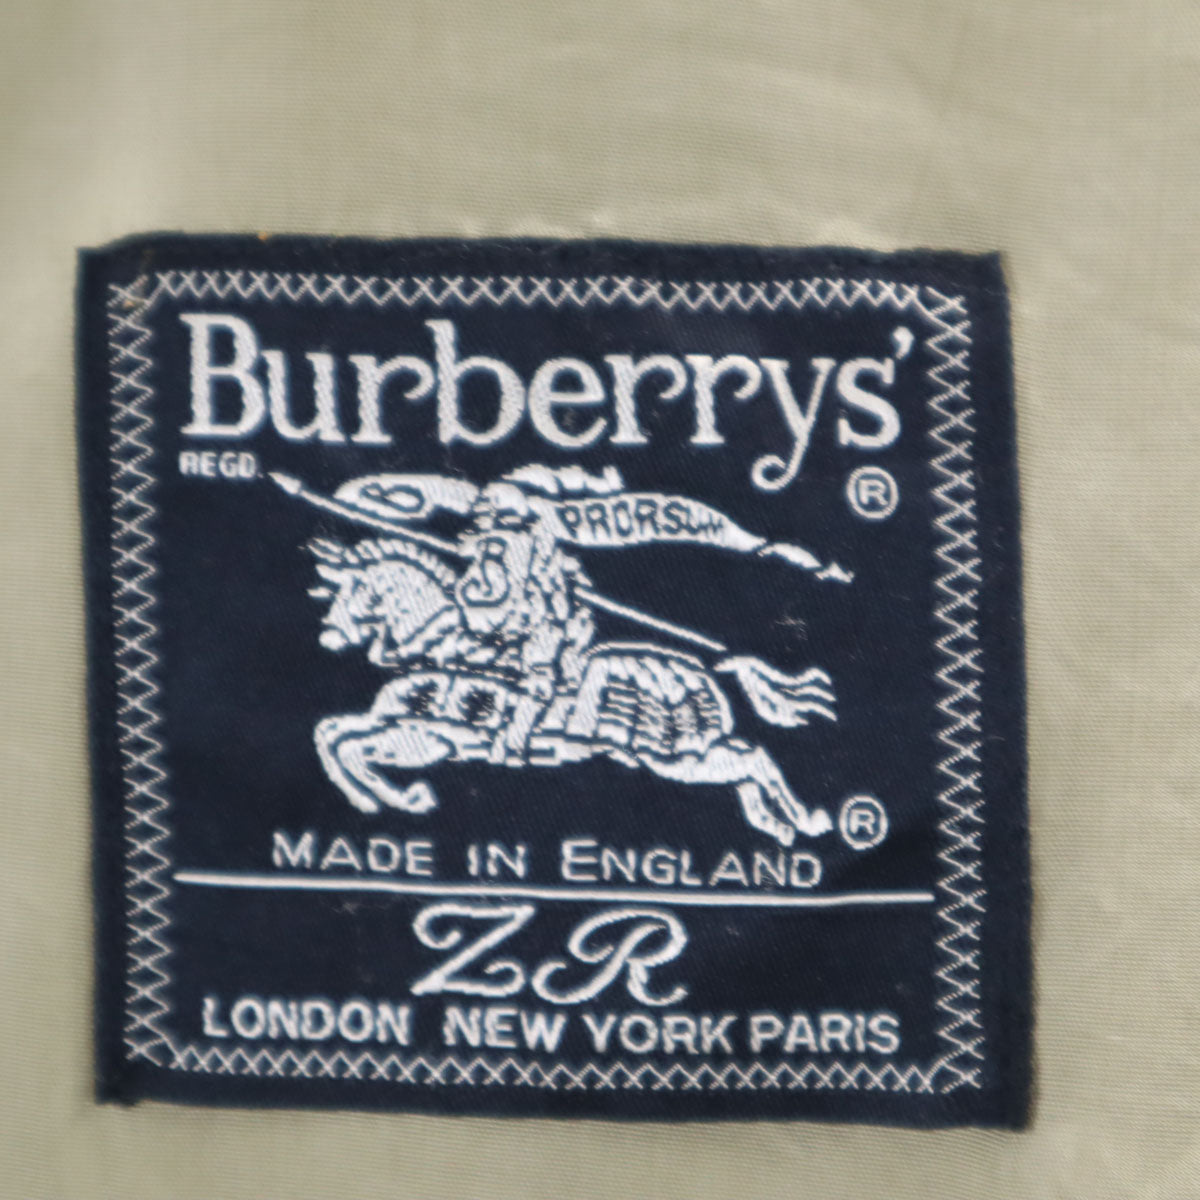 Burberrys'
REGD.
®
B PRORSUM
B
®
MADE IN ENGLAND
ZR
LONDON NEW YORK PARIS